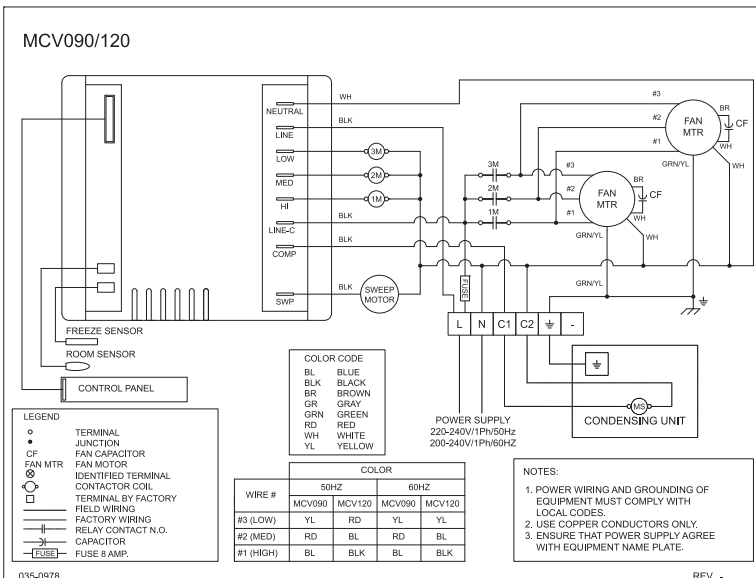 MCV090/120
NEUTRAL
LINE
LOW
MED
HI
LINE-C
COMP
SWP
WH
BLK
3M
2M
1M
BLK
BLK
BLK
SWEEP
MOTOR
#3
#2
#1
BR
FAN
MTR
CF
WH
GRN/YL
3M
2M
1M
#3
#2
#1
BR
FAN
MTR
CF
WH
GRN/YL
WH
GRN/YL
FUSE
L N C1 C2 -
FREEZE SENSOR
ROOM SENSOR
CONTROL PANEL
POWER SUPPLY
220-240V/1Ph/50Hz
200-240V/1Ph/60HZ
MS
CONDENSING UNIT
COLOR CODE
BL BLUE
BLK BLACK
BR BROWN
GR GRAY
GRN GREEN
RD RED
WH WHITE
YL YELLOW
LEGEND
TERMINAL
JUNCTION
CF FAN CAPACITOR
FAN MTR FAN MOTOR
IDENTIFIED TERMINAL
CONTACTOR COIL
TERMINAL BY FACTORY
FIELD WIRING
FACTORY WIRING
RELAY CONTACT N.O.
CAPACITOR
FUSE FUSE 8 AMP.
COLOR
WIRE # 50HZ 60HZ
MCV090 MCV120 MCV090 MCV120
#3 (LOW) YL RD YL YL
#2 (MED) RD BL RD BL
#1 (HIGH) BL BLK BL BLK
NOTES:
1. POWER WIRING AND GROUNDING OF
EQUIPMENT MUST COMPLY WITH
LOCAL CODES.
2. USE COPPER CONDUCTORS ONLY.
3. ENSURE THAT POWER SUPPLY AGREE
WITH EQUIPMENT NAME PLATE.
035-0978
REV. -